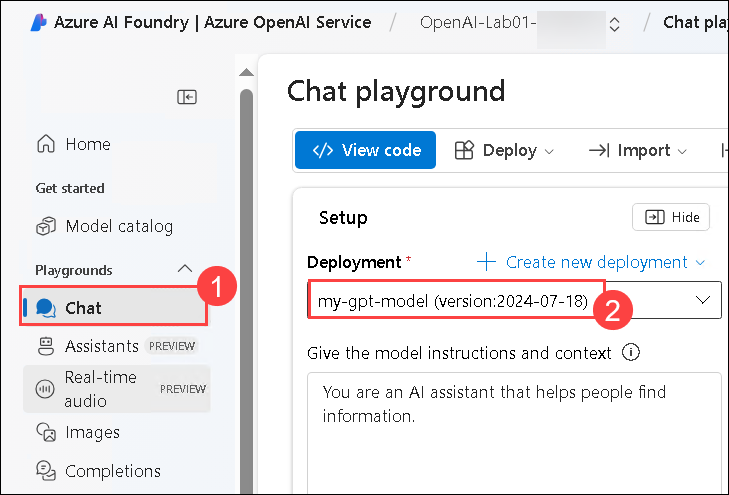 Azure AI Foundry | Azure OpenAI Service / OpenAI-Lab01- / Chat pla
Chat playground
Home
View code
Deploy
Import
Get started
Setup
Hide
Model catalog
Deployment *
Create new deployment
Playgrounds
1
my-gpt-model (version:2024-07-18)
2
Chat
Assistants PREVIEW
Give the model instructions and context
Real-time
audio
PREVIEW
You are an AI assistant that helps people find
information.
Images
Completions